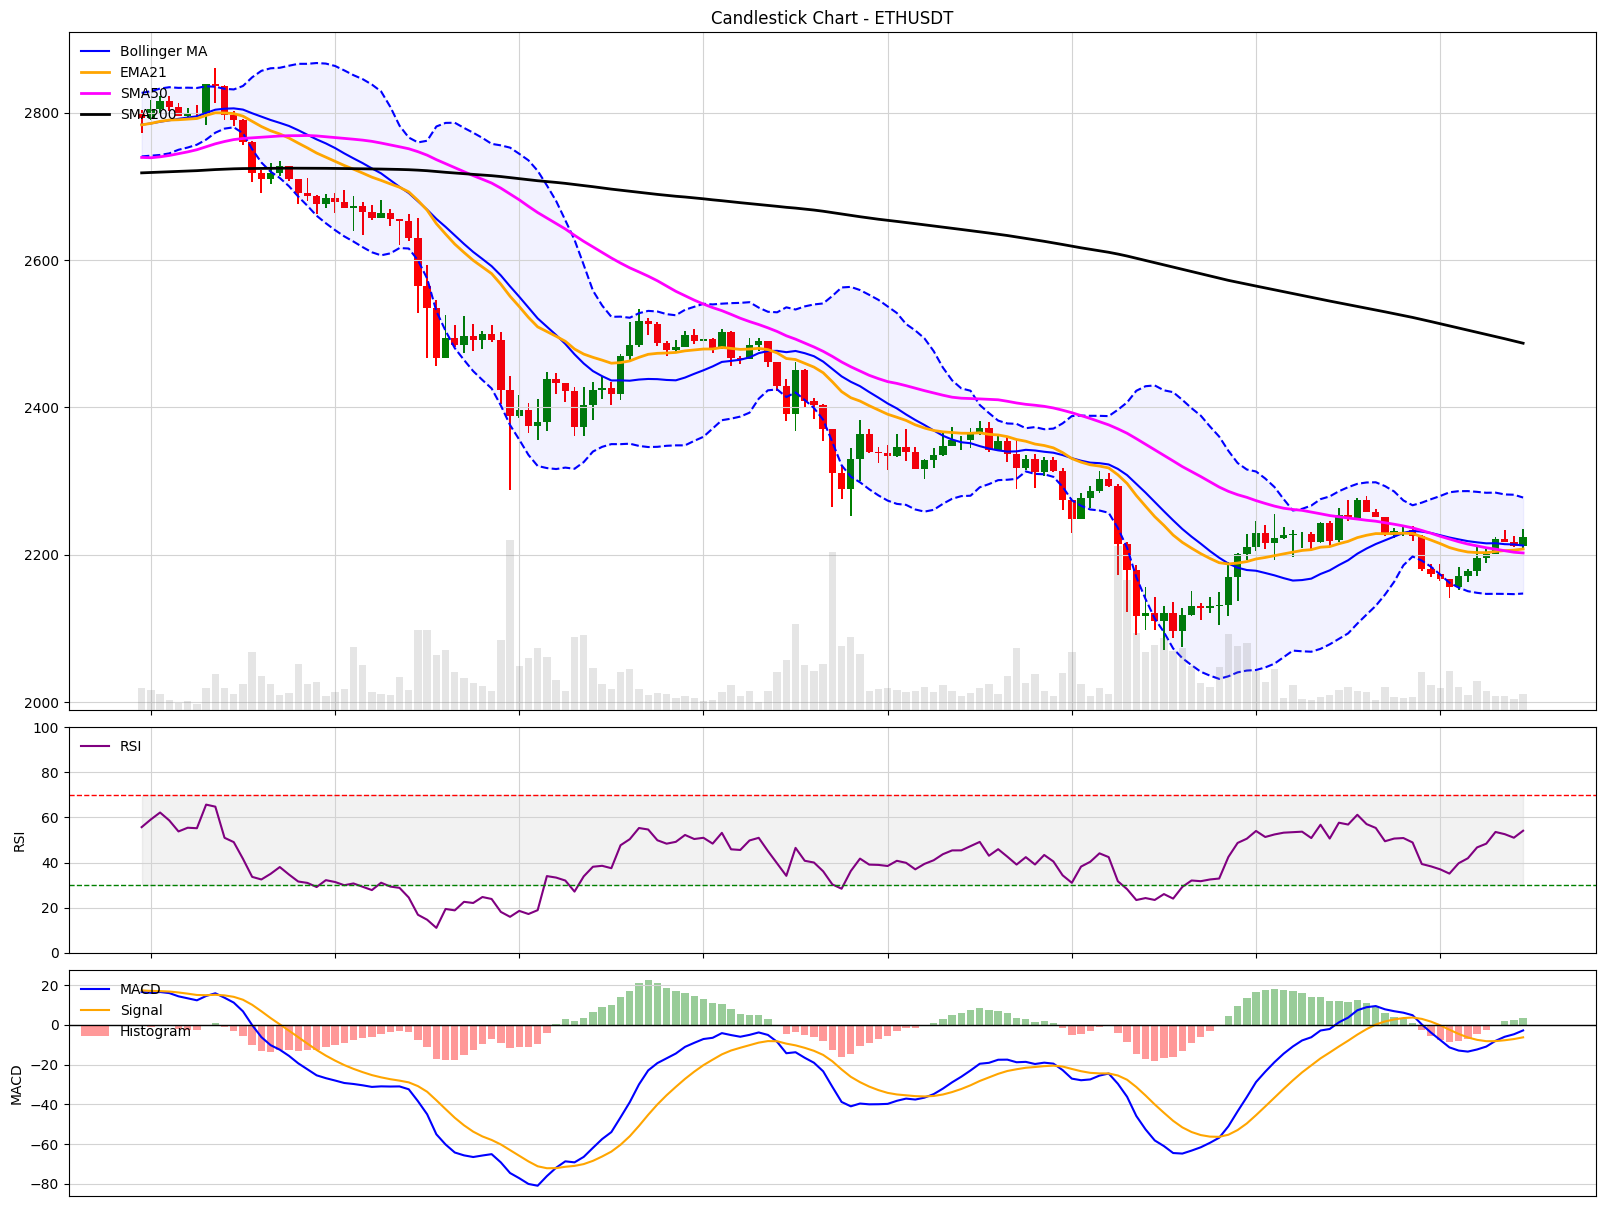 Candlestick Chart - ETHUSDT
Bollinger MA
EMA21
SMA50
SMA200
2800
2600
2400
2200
2000
100
80
60
40
20
0
RSI
RSI
20
0
−20
−40
−60
−80
MACD
MACD
Signal
Histogram